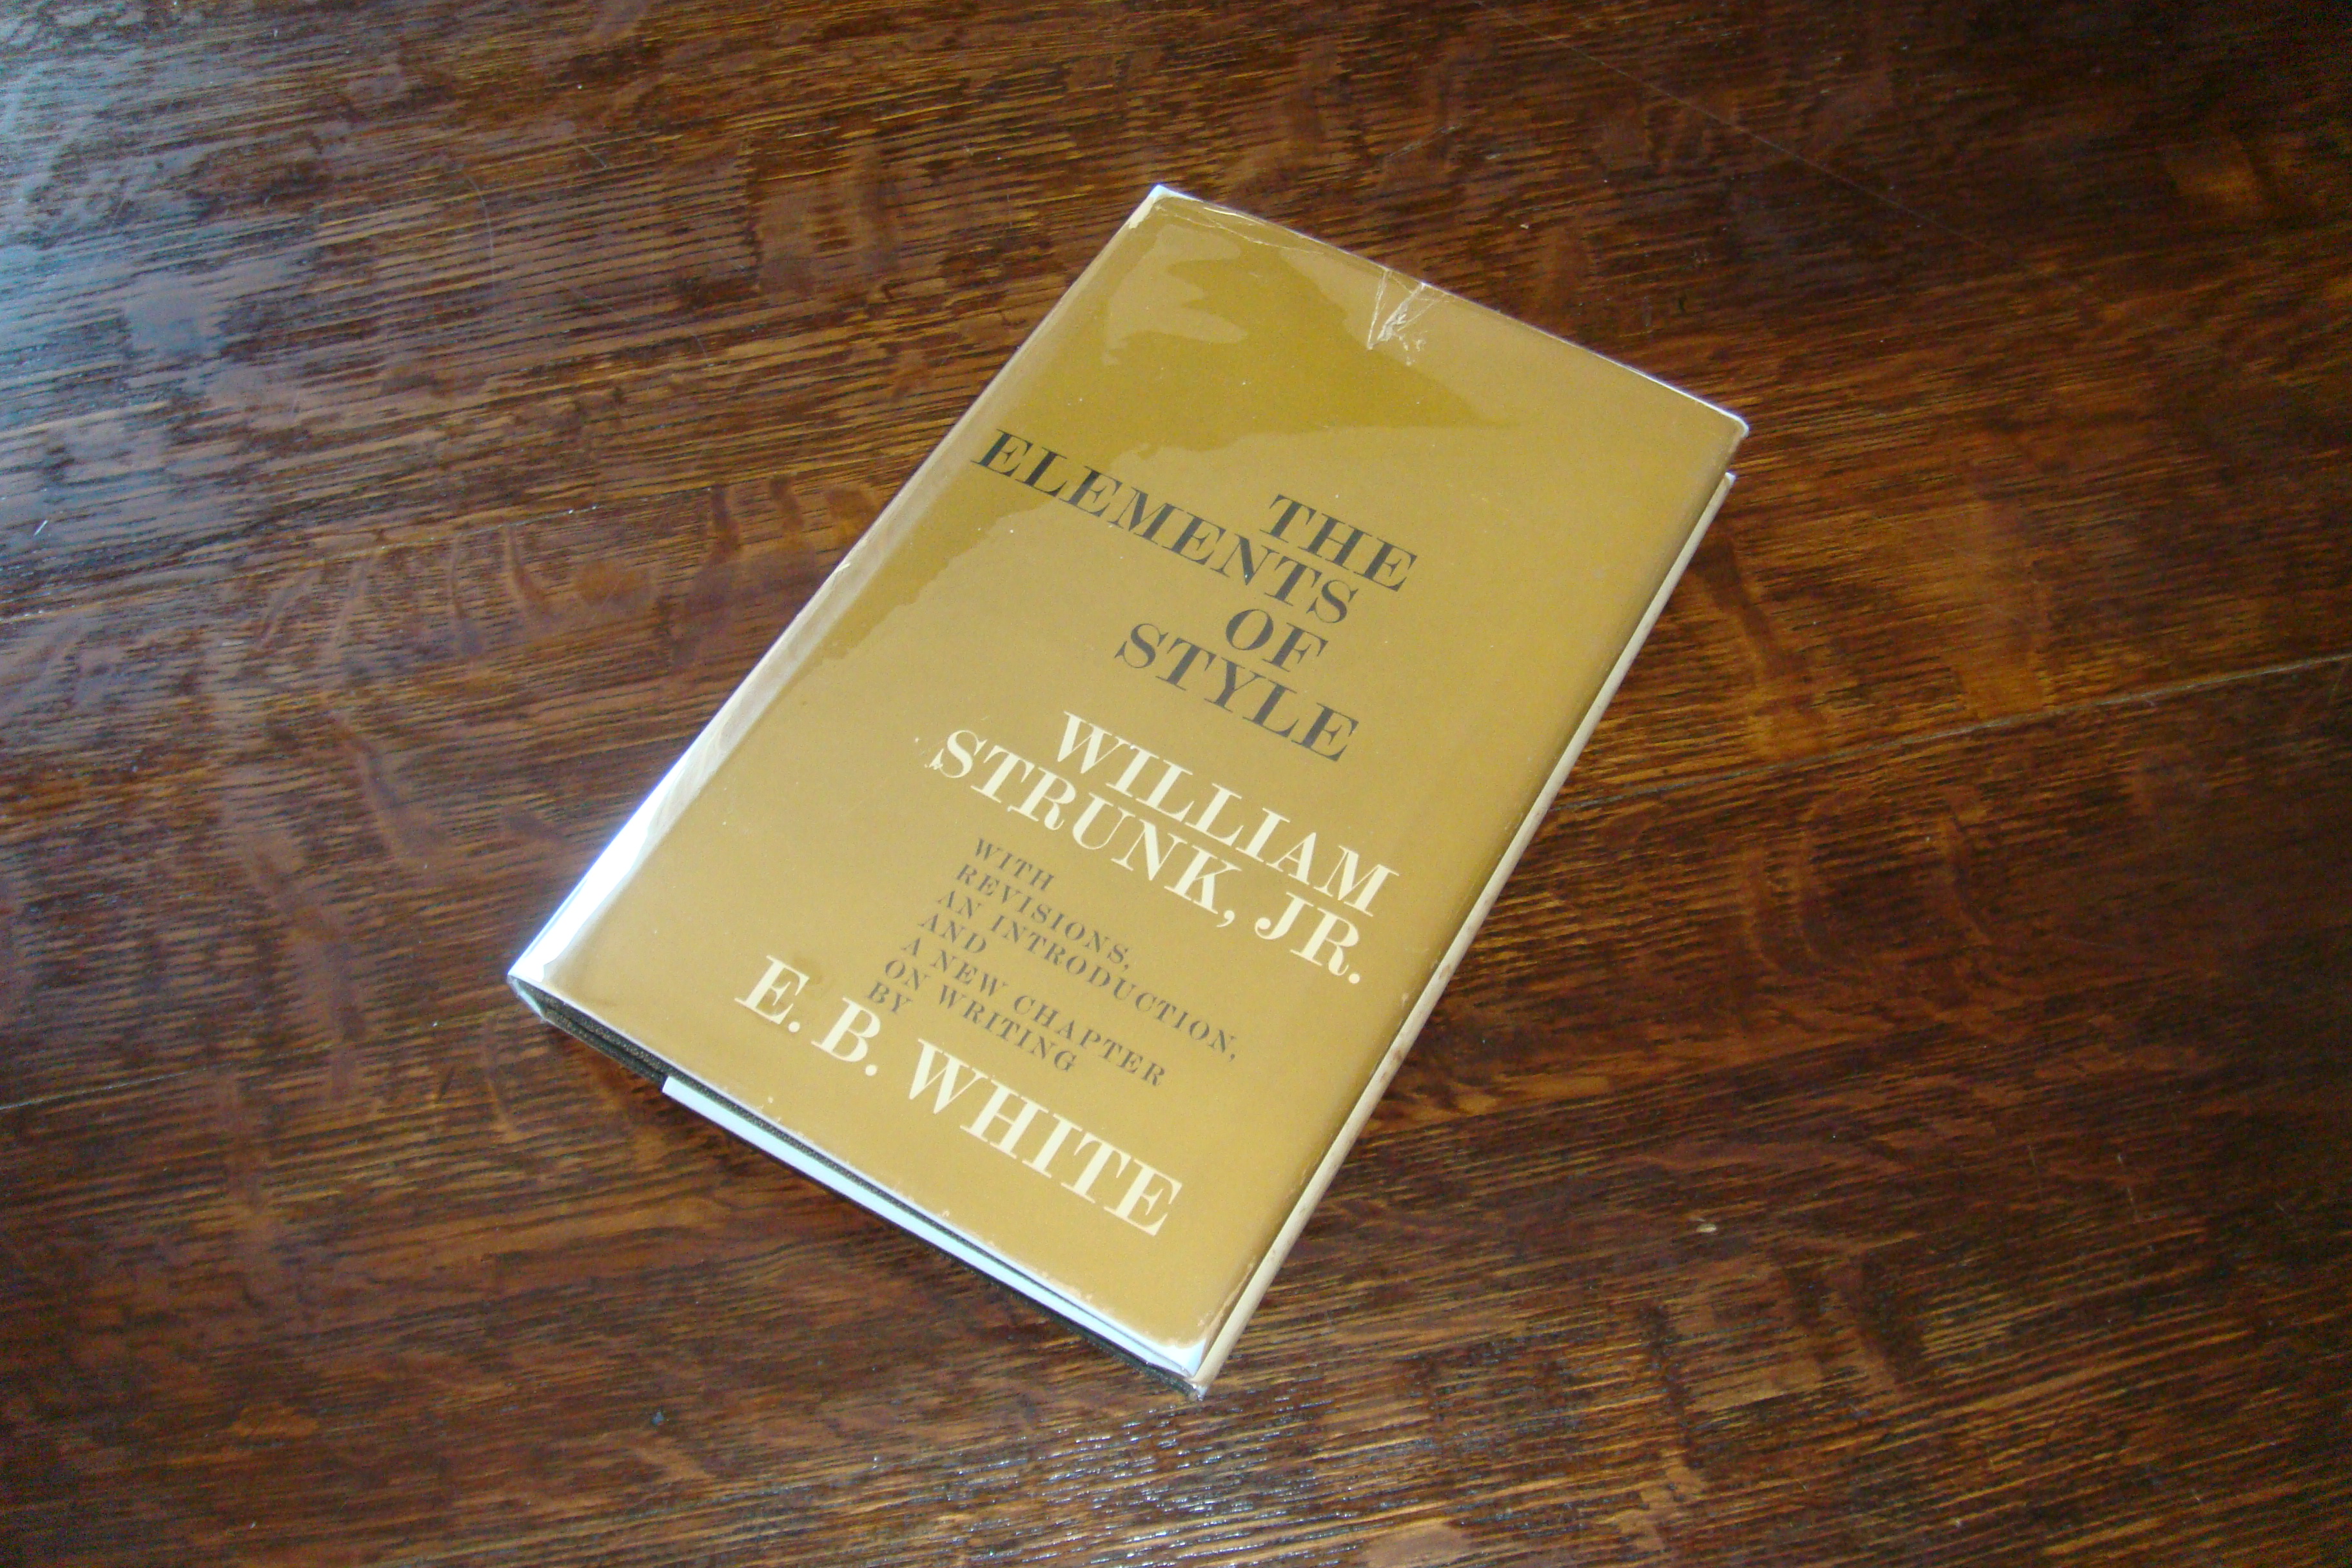 THE
ELEMENTS
OF
STYLE
WILLIAM
STRUNK, JR.
WITH
REVISIONS,
AN INTRODUCTION,
AND
A NEW CHAPTER
ON WRITING
BY
E. B. WHITE